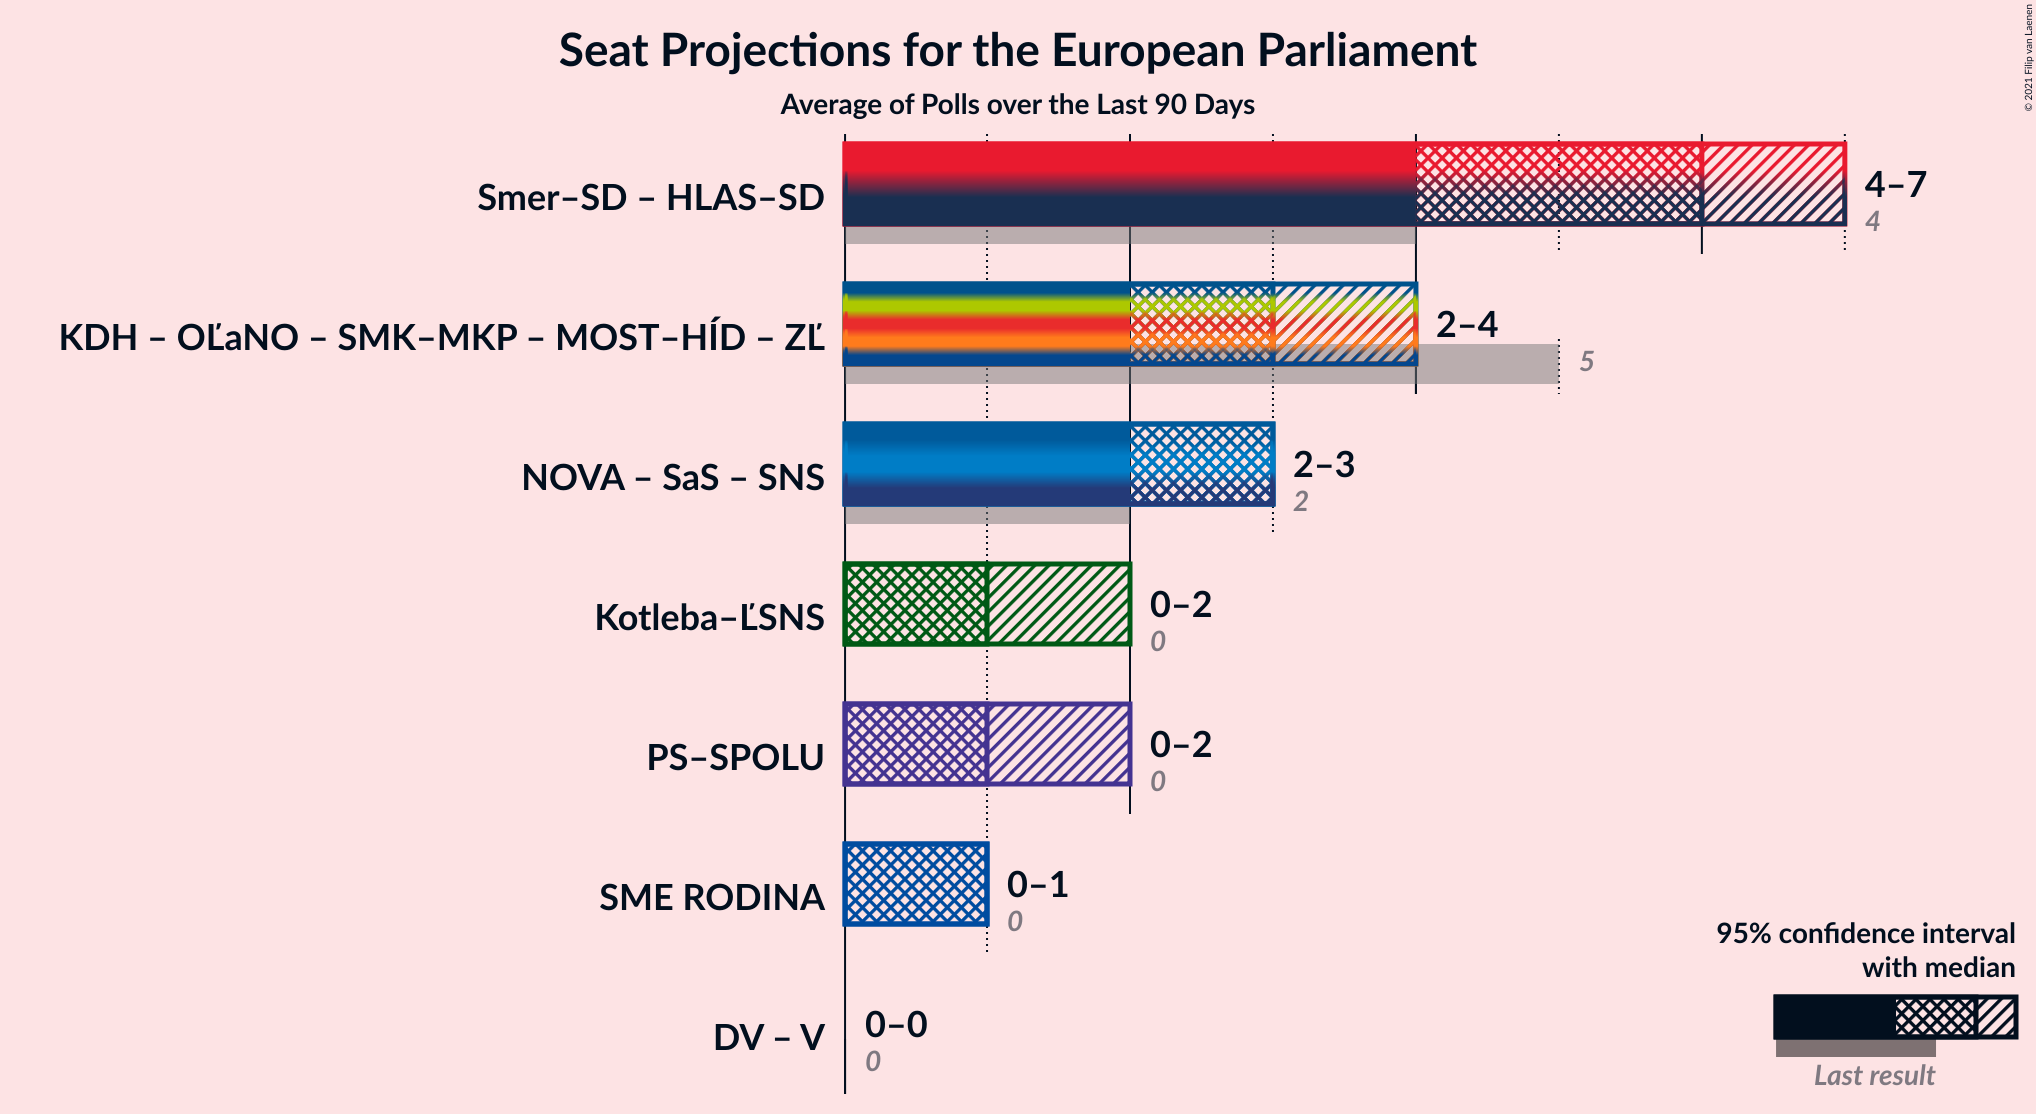 Seat Projections for the European Parliament
Average of Polls over the Last 90 Days
© 2021 Filip van Laenen
Smer–SD – HLAS–SD
4–7
4
KDH – OĽaNO – SMK–MKP – MOST–HÍD – ZĽ
2–4
5
NOVA – SaS – SNS
2–3
2
Kotleba–ĽSNS
0–2
0
PS–SPOLU
0–2
0
SME RODINA
0–1
0
DV – V
0–0
0
95% confidence interval
with median
Last result